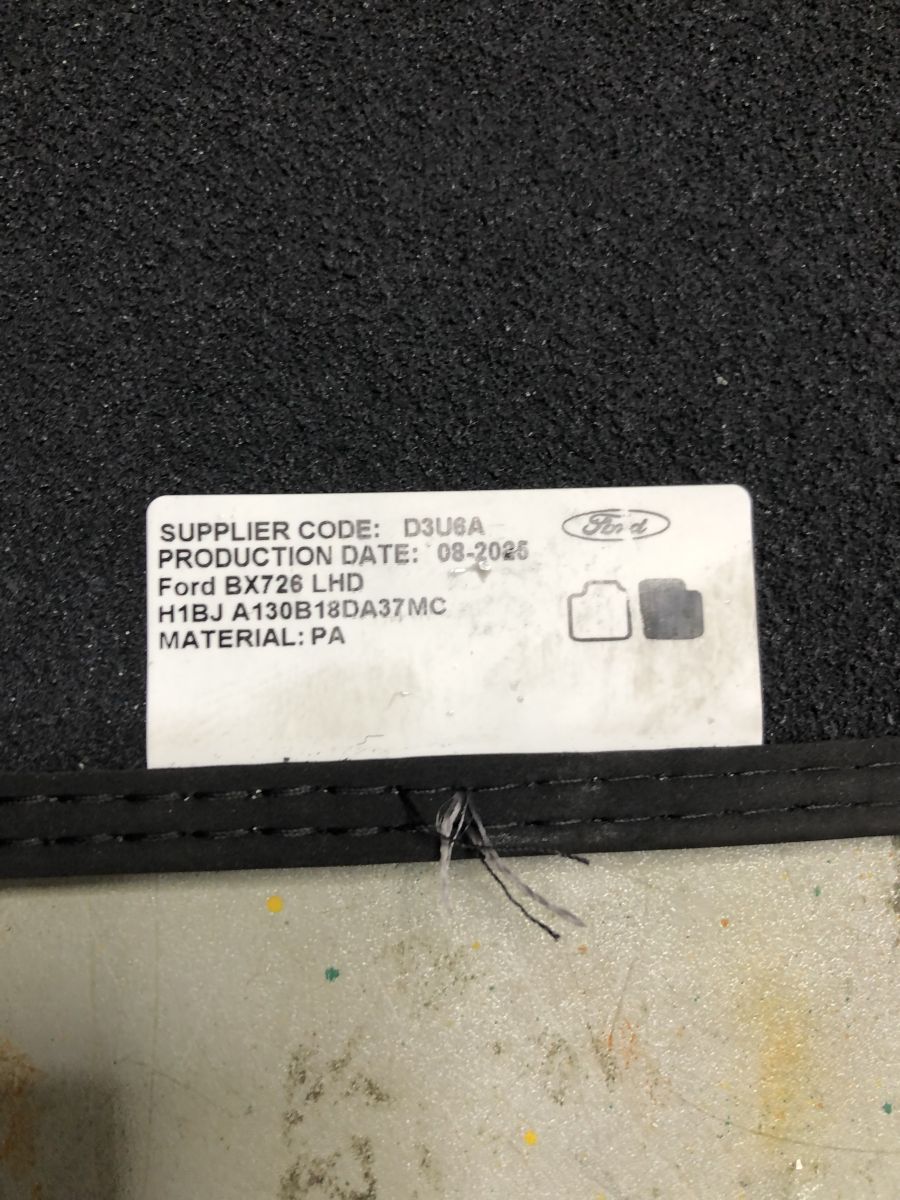 SUPPLIER CODE: D3U6A
Ford
PRODUCTION DATE: 08-2025
Ford BX726 LHD
H1BJ A130B18DA37MC
MATERIAL: PA